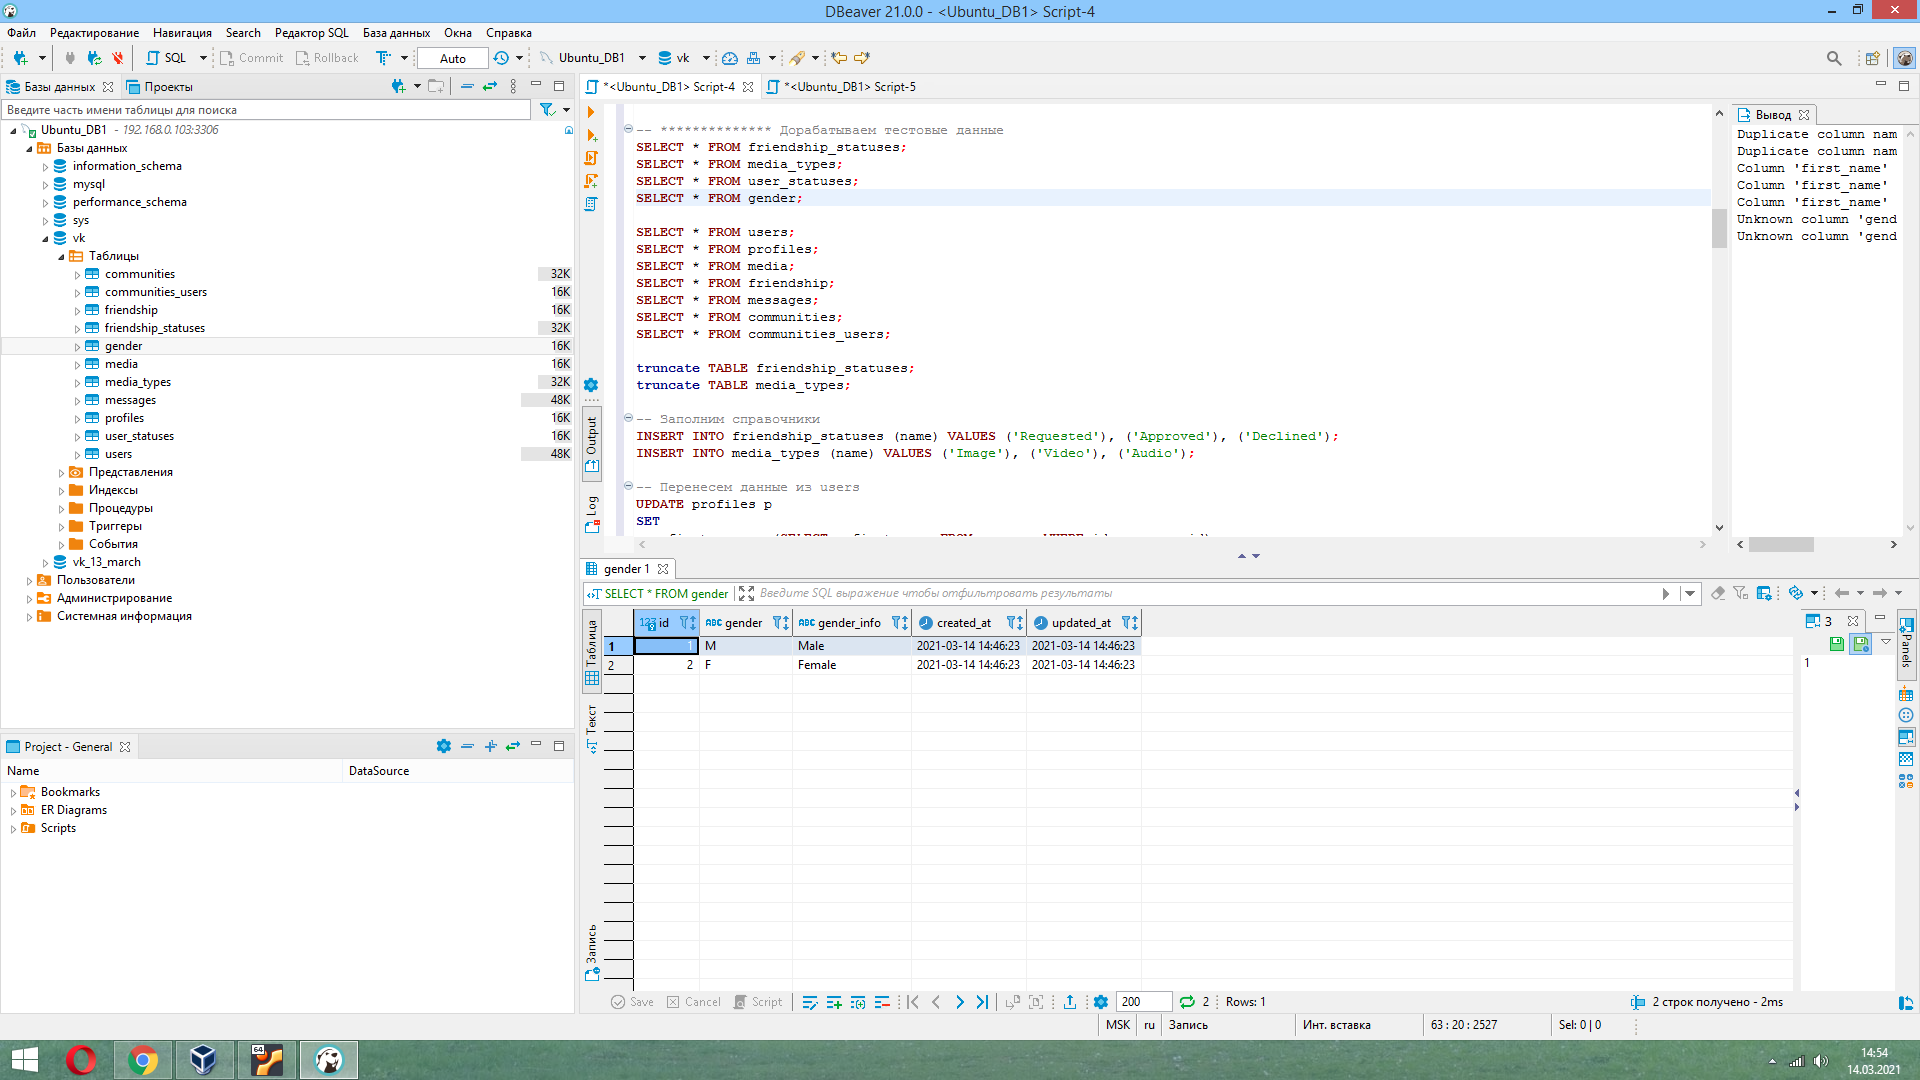 DBeaver 21.0.0 - <Ubuntu_DB1> Script-4
Файл Редактирование Навигация Search Редактор SQL База данных Окна Справка
SQL Commit Rollback Auto Ubuntu_DB1 vk
Базы данных Проекты
Введите часть имени таблицы для поиска
Ubuntu_DB1 - 192.168.0.103:3306
Базы данных
information_schema
mysql
performance_schema
sys
vk
Таблицы
communities 32K
communities_users 16K
friendship 16K
friendship_statuses 32K
gender 16K
media 16K
media_types 32K
messages 48K
profiles 16K
user_statuses 16K
users 48K
Представления
Индексы
Процедуры
Триггеры
События
vk_13_march
Пользователи
Администрирование
Системная информация
Project - General
Name DataSource
Bookmarks
ER Diagrams
Scripts
*<Ubuntu_DB1> Script-4 *<Ubuntu_DB1> Script-5
-- ************** Дорабатываем тестовые данные
SELECT * FROM friendship_statuses;
SELECT * FROM media_types;
SELECT * FROM user_statuses;
SELECT * FROM gender;
SELECT * FROM users;
SELECT * FROM profiles;
SELECT * FROM media;
SELECT * FROM friendship;
SELECT * FROM messages;
SELECT * FROM communities;
SELECT * FROM communities_users;
truncate TABLE friendship_statuses;
truncate TABLE media_types;
-- Заполним справочники
INSERT INTO friendship_statuses (name) VALUES ('Requested'), ('Approved'), ('Declined');
INSERT INTO media_types (name) VALUES ('Image'), ('Video'), ('Audio');
-- Перенесем данные из users
UPDATE profiles p
SET
Output
Log
Вывод
Duplicate column nam
Duplicate column nam
Column 'first_name'
Column 'first_name'
Column 'first_name'
Unknown column 'gend
Unknown column 'gend
gender 1
SELECT * FROM gender Введите SQL выражение чтобы отфильтровать результаты
Таблица
Текст
Запись
123 id ABC gender ABC gender_info created_at updated_at
1 1 M Male 2021-03-14 14:46:23 2021-03-14 14:46:23
2 2 F Female 2021-03-14 14:46:23 2021-03-14 14:46:23
3
1
Panels
Save Cancel Script 200 2 Rows: 1 2 строк получено - 2ms
MSK ru Запись Инт. вставка 63 : 20 : 2527 Sel: 0 | 0
64
14:54
14.03.2021